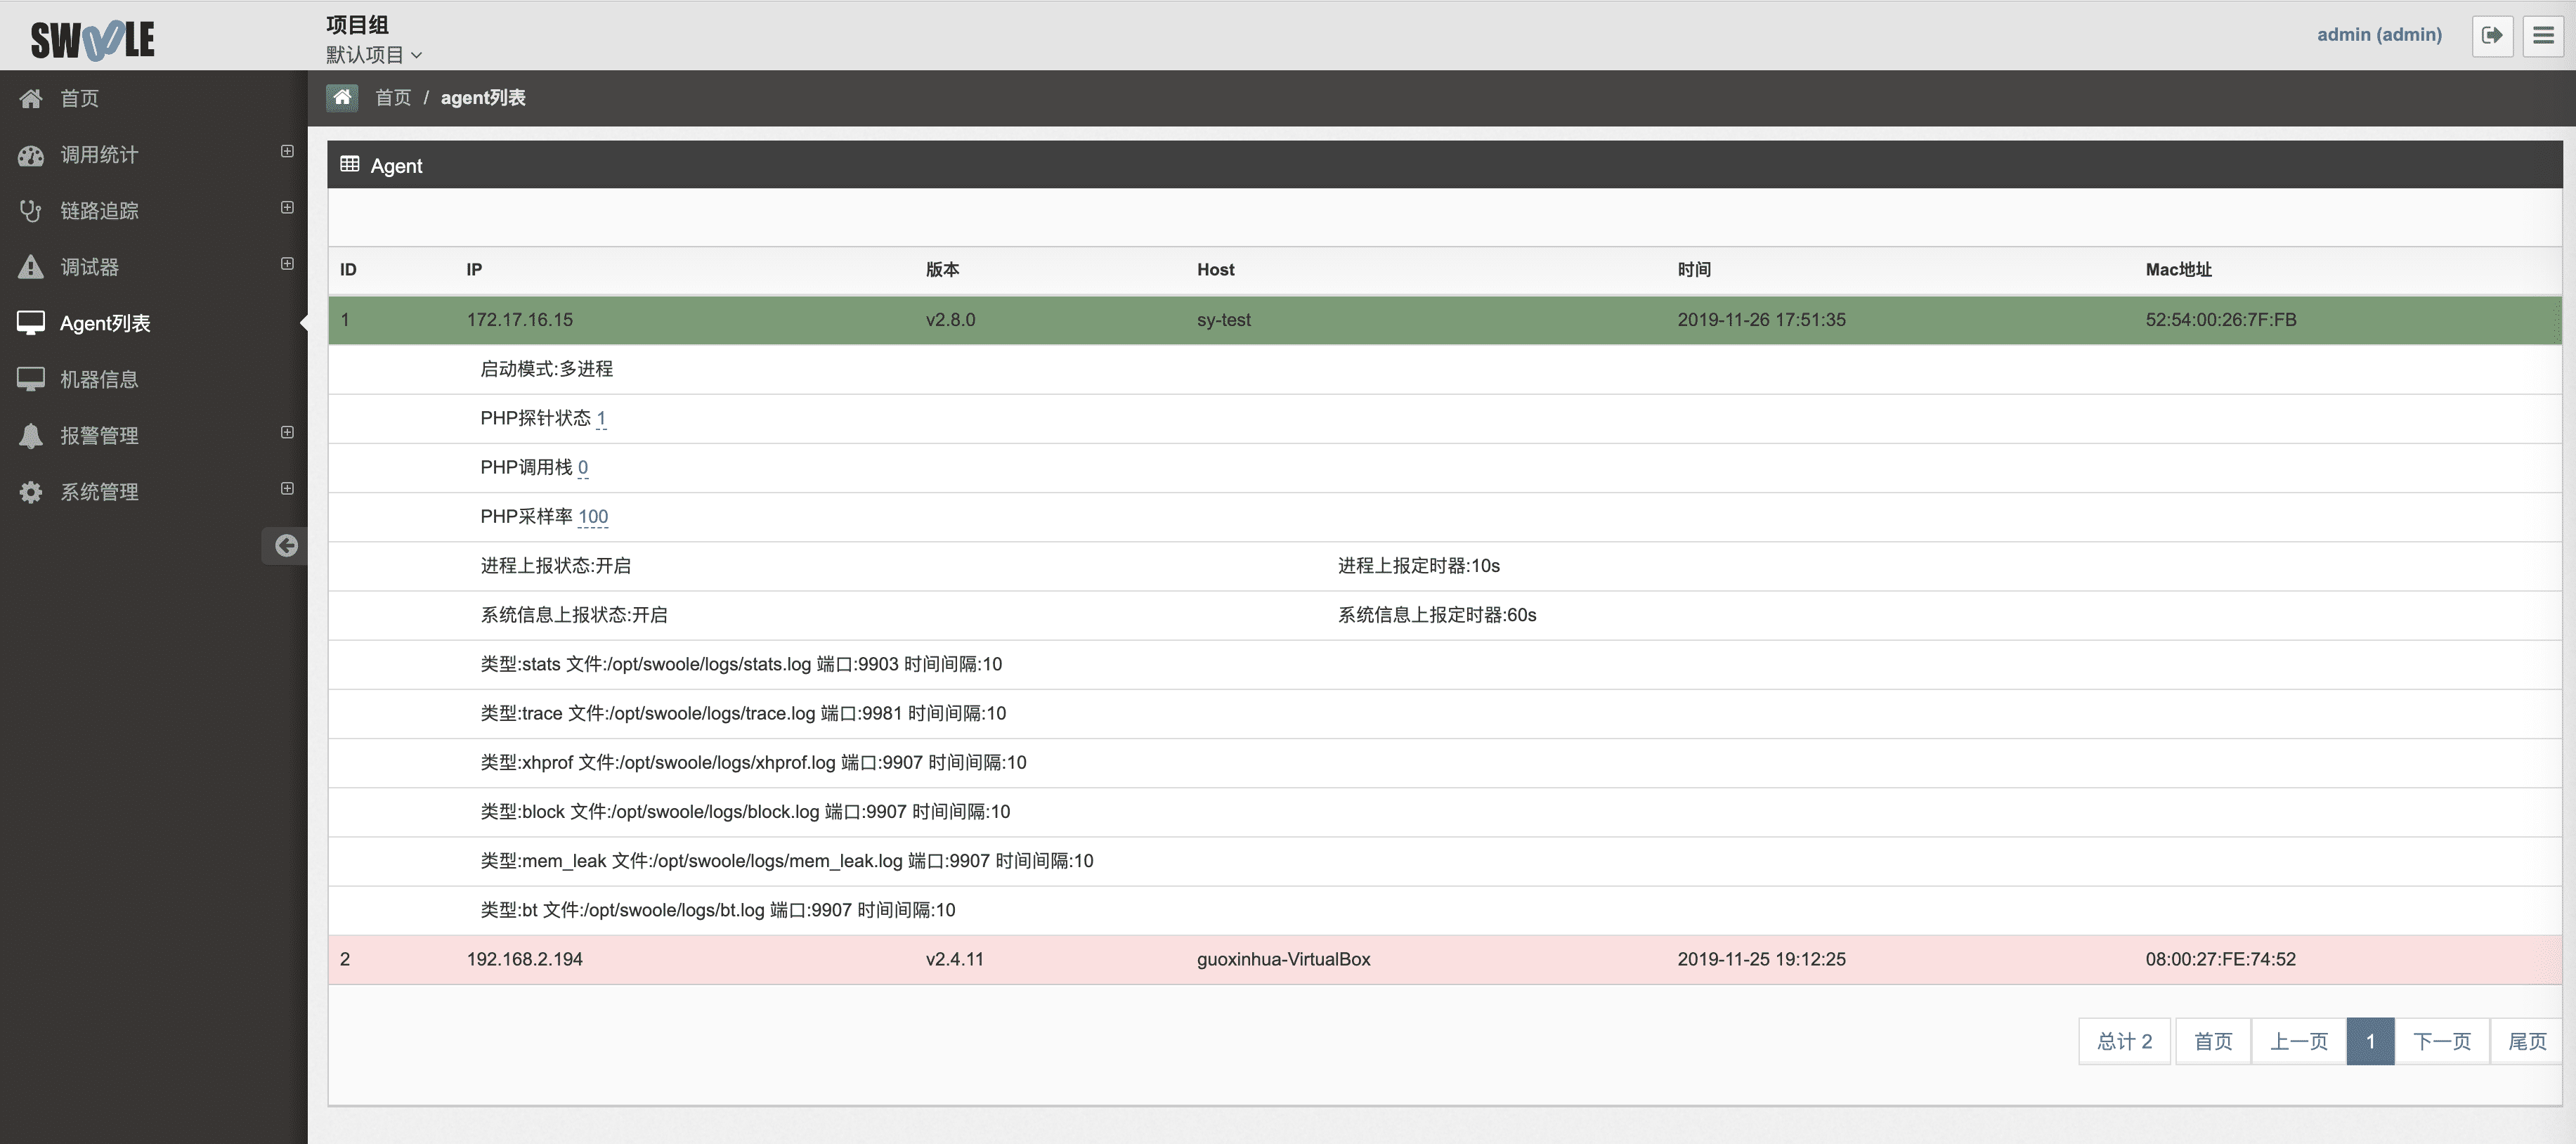 SWOOLE
项目组
默认项目
admin (admin)
首页
调用统计
链路追踪
调试器
Agent列表
机器信息
报警管理
系统管理
首页 / agent列表
Agent
ID IP 版本 Host 时间 Mac地址
1 172.17.16.15 v2.8.0 sy-test 2019-11-26 17:51:35 52:54:00:26:7F:FB
启动模式:多进程
PHP探针状态 1
PHP调用栈 0
PHP采样率 100
进程上报状态:开启 进程上报定时器:10s
系统信息上报状态:开启 系统信息上报定时器:60s
类型:stats 文件:/opt/swoole/logs/stats.log 端口:9903 时间间隔:10
类型:trace 文件:/opt/swoole/logs/trace.log 端口:9981 时间间隔:10
类型:xhprof 文件:/opt/swoole/logs/xhprof.log 端口:9907 时间间隔:10
类型:block 文件:/opt/swoole/logs/block.log 端口:9907 时间间隔:10
类型:mem_leak 文件:/opt/swoole/logs/mem_leak.log 端口:9907 时间间隔:10
类型:bt 文件:/opt/swoole/logs/bt.log 端口:9907 时间间隔:10
2 192.168.2.194 v2.4.11 guoxinhua-VirtualBox 2019-11-25 19:12:25 08:00:27:FE:74:52
总计 2 首页 上一页 1 下一页 尾页